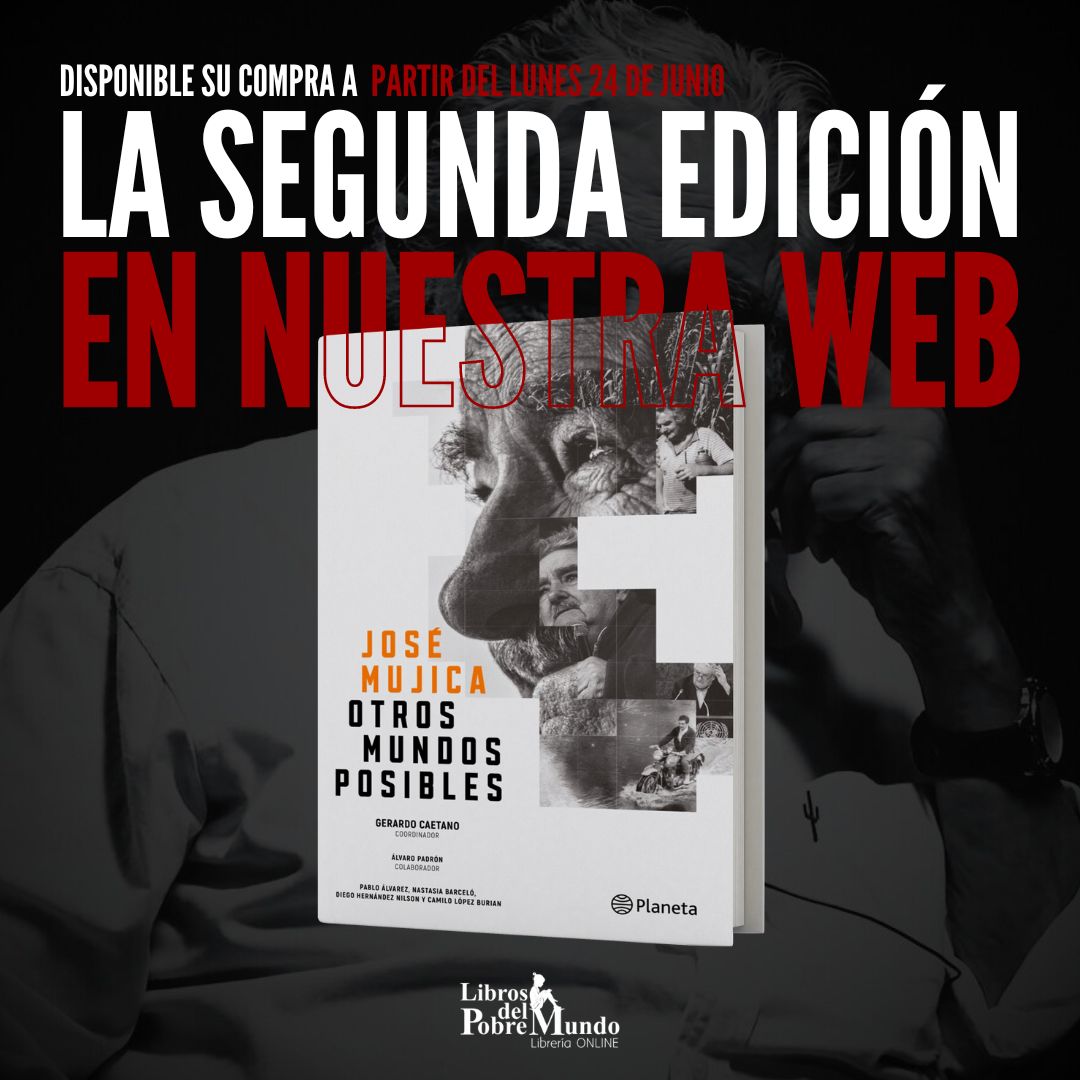 DISPONIBLE SU COMPRA A PARTIR DEL LUNES 24 DE JUNIO
LA SEGUNDA EDICIÓN
EN NUESTRA WEB
JOSÉ
MUJICA
OTROS
MUNDOS
POSIBLES
GERARDO CAETANO
COORDINADOR
ÁLVARO PADRÓN
COLABORADOR
PABLO ÁLVAREZ, NASTASIA BARCELÓ,
DIEGO HERNÁNDEZ NILSON Y CAMILO LÓPEZ BURIAN
Planeta
Libros
del
Pobre Mundo
Librería ONLINE